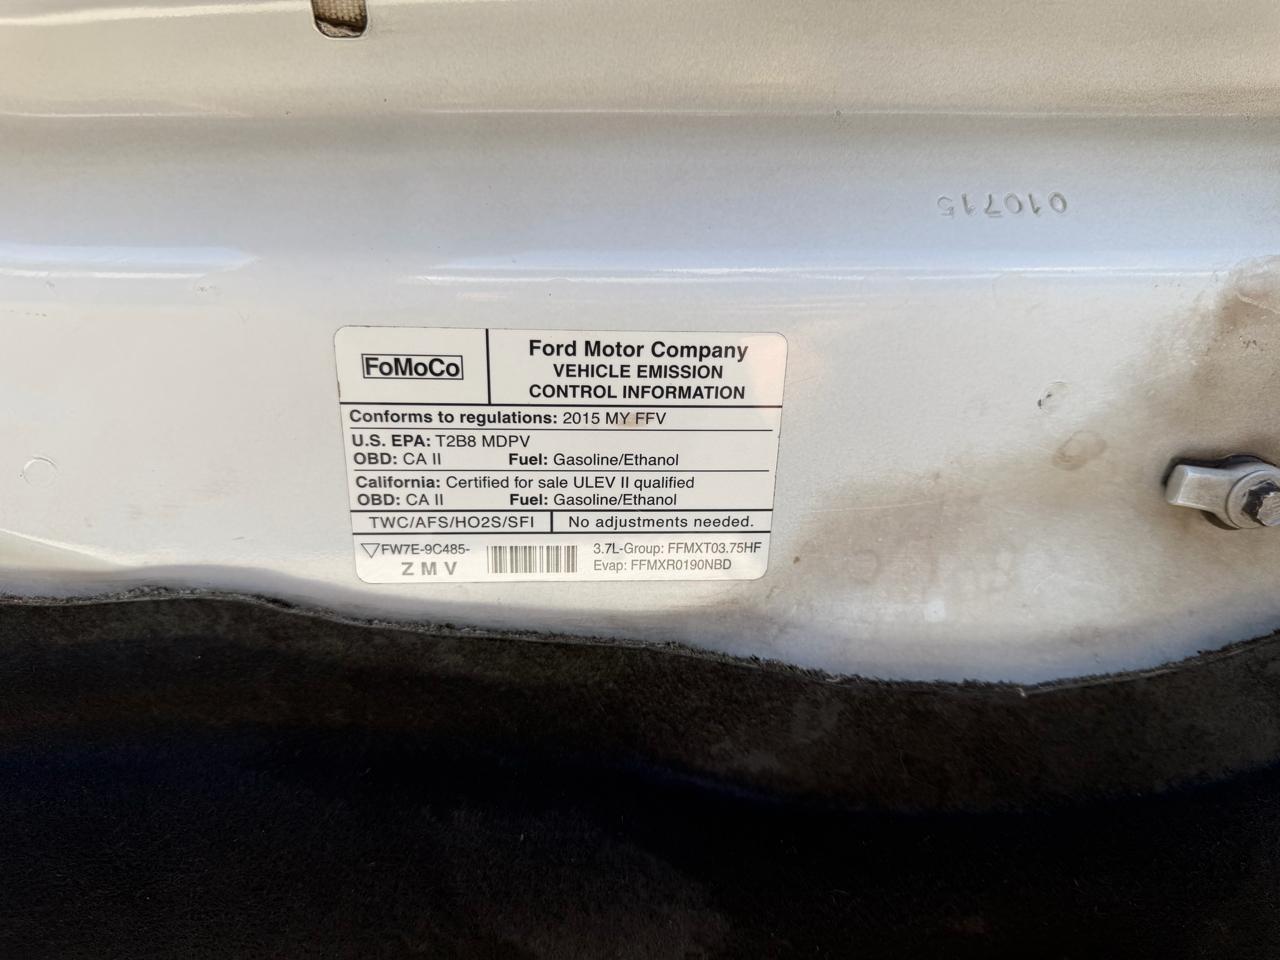 010715
FoMoCo
Ford Motor Company
VEHICLE EMISSION
CONTROL INFORMATION
Conforms to regulations: 2015 MY FFV
U.S. EPA: T2B8 MDPV
OBD: CA II Fuel: Gasoline/Ethanol
California: Certified for sale ULEV II qualified
OBD: CA II Fuel: Gasoline/Ethanol
TWC/AFS/HO2S/SFI No adjustments needed.
FW7E-9C485-
ZMV
3.7L-Group: FFMXT03.75HF
Evap: FFMXR0190NBD